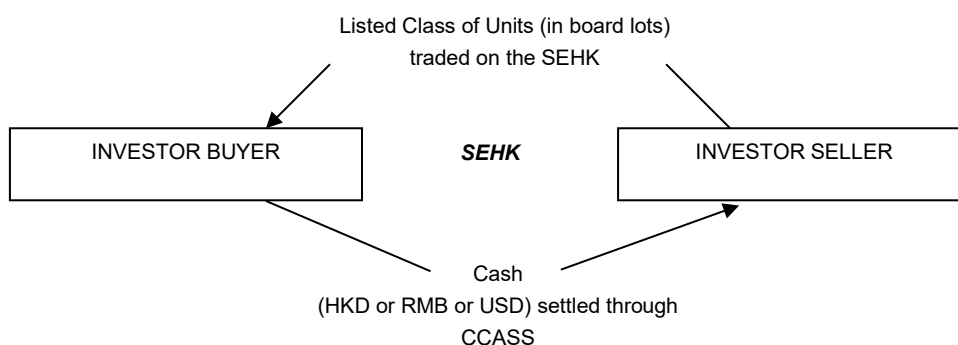 Listed Class of Units (in board lots)
traded on the SEHK
INVESTOR BUYER
SEHK
INVESTOR SELLER
Cash
(HKD or RMB or USD) settled through
CCASS